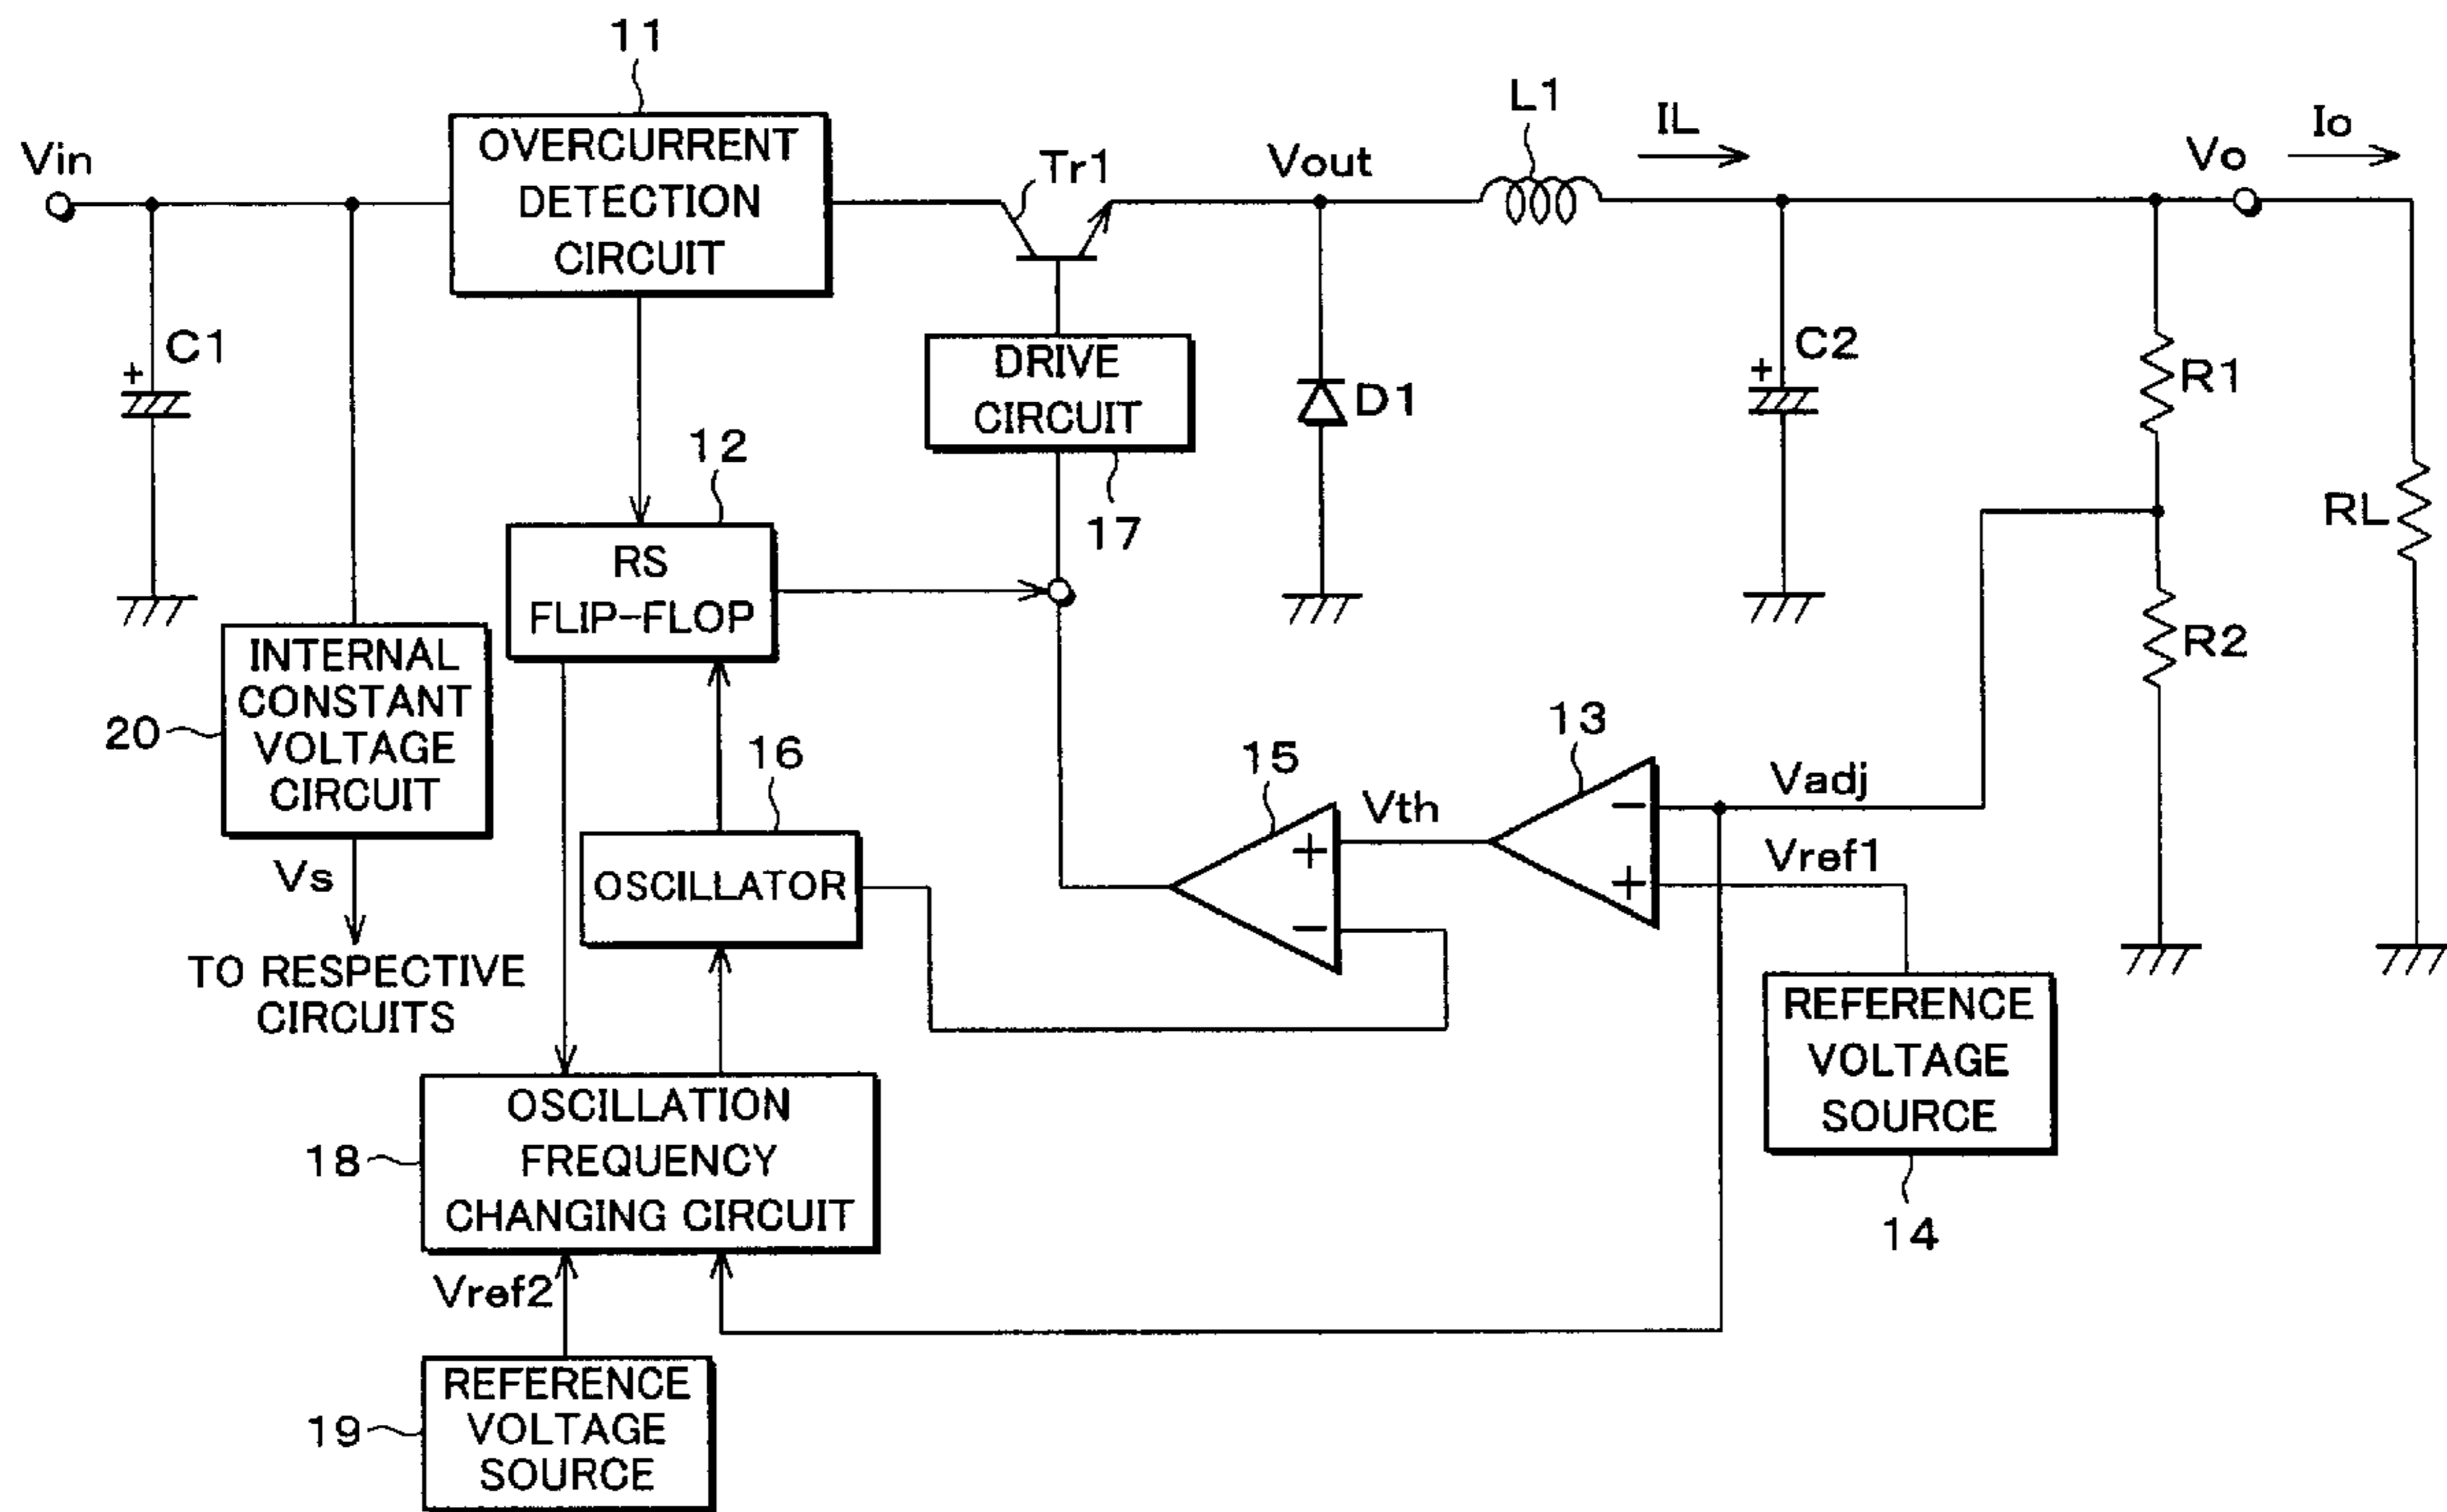 11
Vin
OVERCURRENT
DETECTION
CIRCUIT
Tr1
Vout
L1
IL
Vo
Io
C1
+
DRIVE
CIRCUIT
17
D1
C2
+
R1
RL
R2
12
RS
FLIP-FLOP
INTERNAL
CONSTANT
VOLTAGE
CIRCUIT
20
Vs
TO RESPECTIVE
CIRCUITS
16
OSCILLATOR
15
+
−
Vth
13
−
+
Vadj
Vref1
REFERENCE
VOLTAGE
SOURCE
14
OSCILLATION
FREQUENCY
CHANGING CIRCUIT
18
Vref2
REFERENCE
VOLTAGE
SOURCE
19